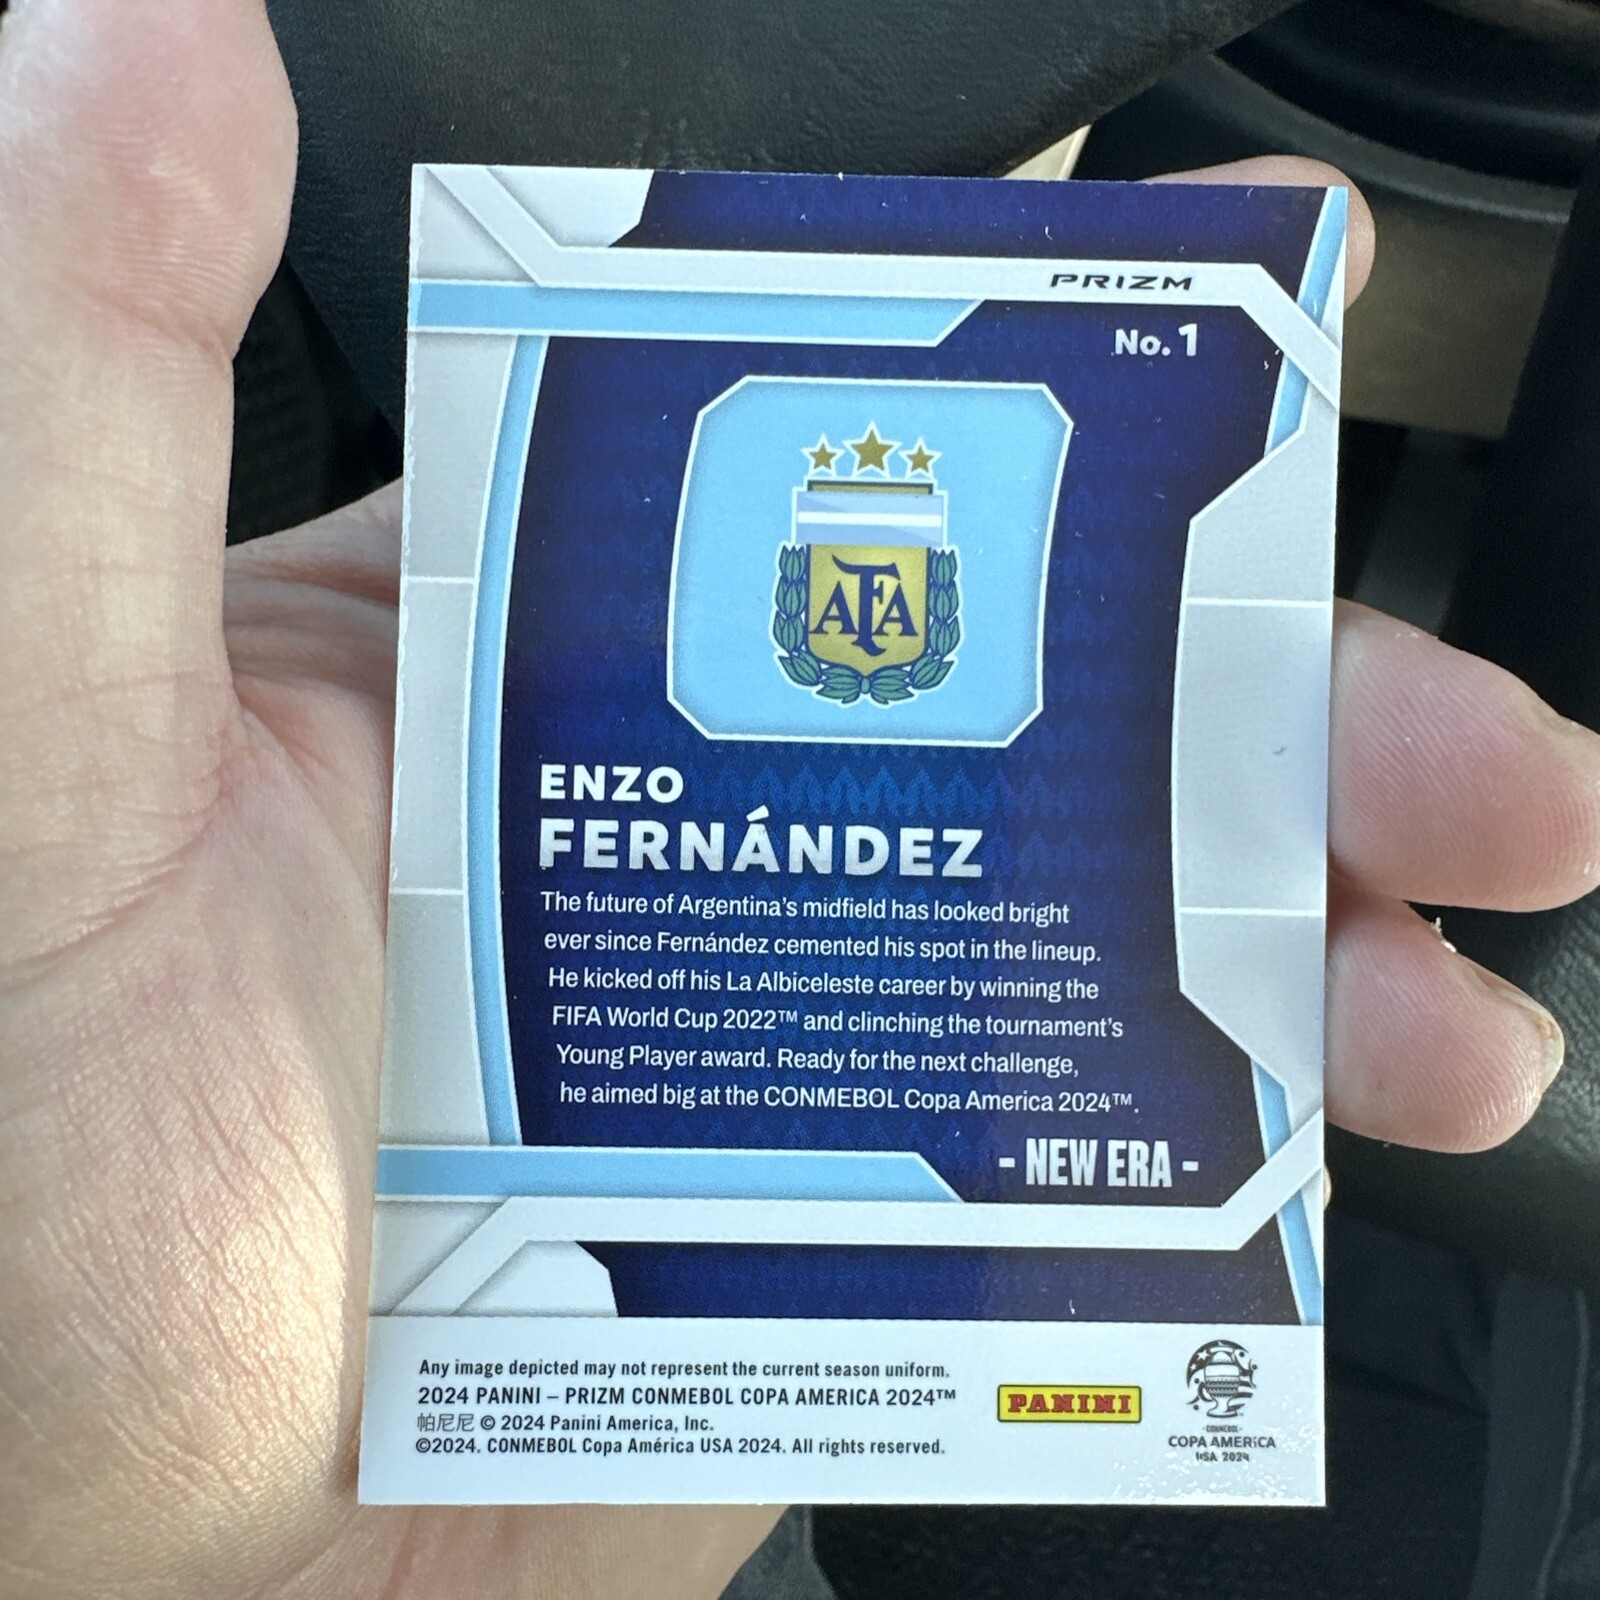 PRIZM
No. 1
AFA
ENZO
FERNÁNDEZ
The future of Argentina's midfield has looked bright
ever since Fernández cemented his spot in the lineup.
He kicked off his La Albiceleste career by winning the
FIFA World Cup 2022™ and clinching the tournament's
Young Player award. Ready for the next challenge,
he aimed big at the CONMEBOL Copa America 2024™.
- NEW ERA -
Any image depicted may not represent the current season uniform.
2024 PANINI – PRIZM CONMEBOL COPA AMERICA 2024™
帕尼尼 © 2024 Panini America, Inc.
©2024. CONMEBOL Copa América USA 2024. All rights reserved.
PANINI
-CONMEBOL-
COPA AMERICA
USA 2024